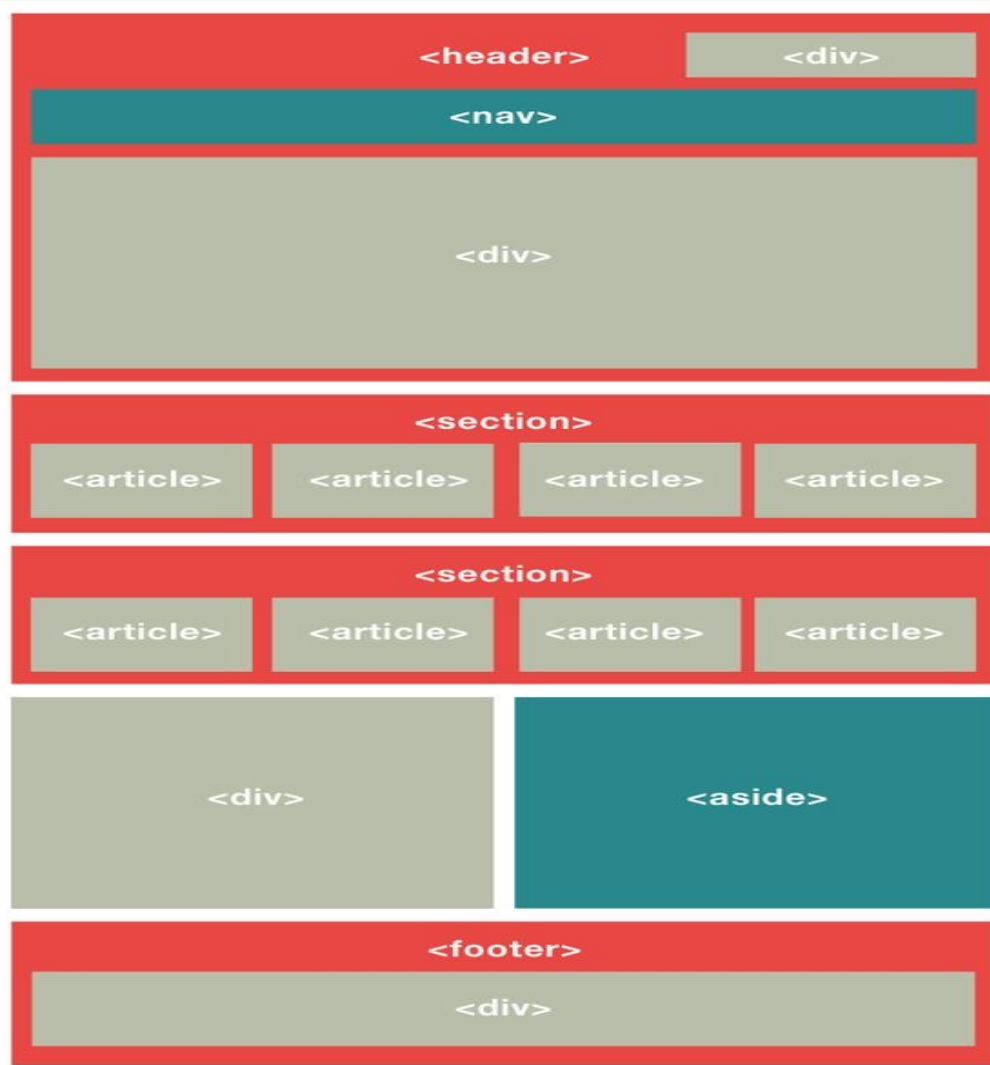 <header> <div>
<nav>
<div>
<section>
<article> <article> <article> <article>
<section>
<article> <article> <article> <article>
<div> <aside>
<footer>
<div>